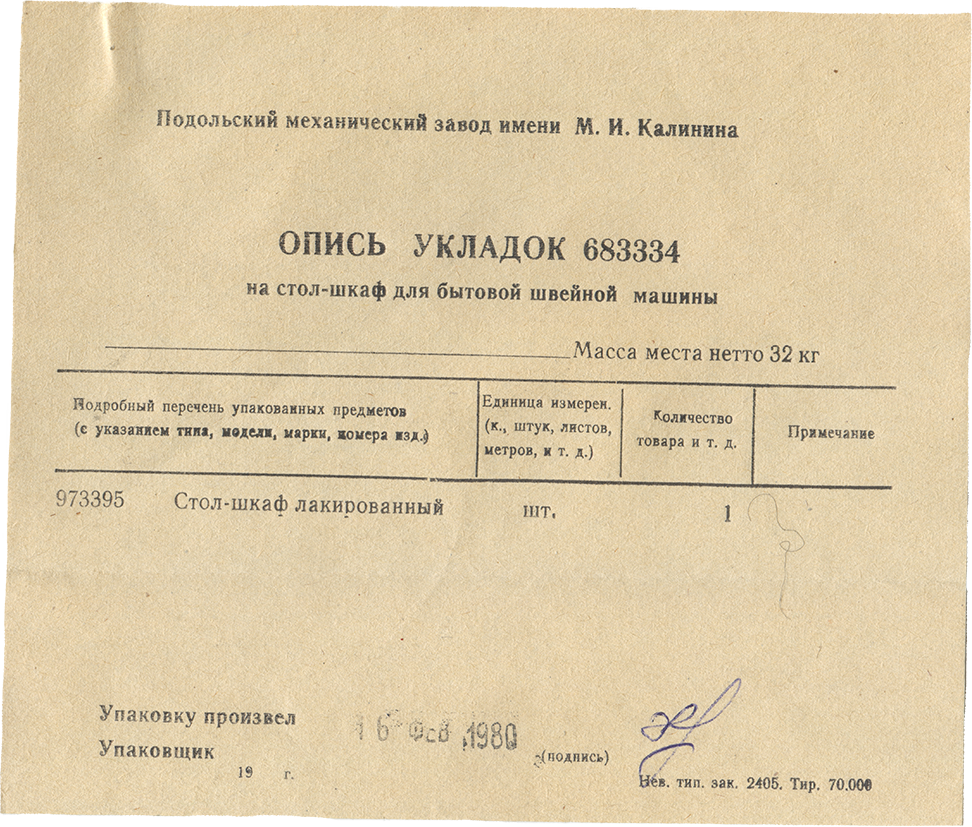 Подольский механический завод имени М. И. Калинина
ОПИСЬ УКЛАДОК 683334
на стол-шкаф для бытовой швейной машины
Масса места нетто 32 кг
Подробный перечень упакованных предметов
(с указанием типа, модели, марки, номера изд.)
Единица измерен.
(к., штук, листов,
метров, и т. д.)
Количество
товара и т. д.
Примечание
973395 Стол-шкаф лакированный шт. 1
Упаковку произвел
Упаковщик
16 ФЕВ 1980
(подпись)
19 г.
Нев. тип. зак. 2405. Тир. 70.000